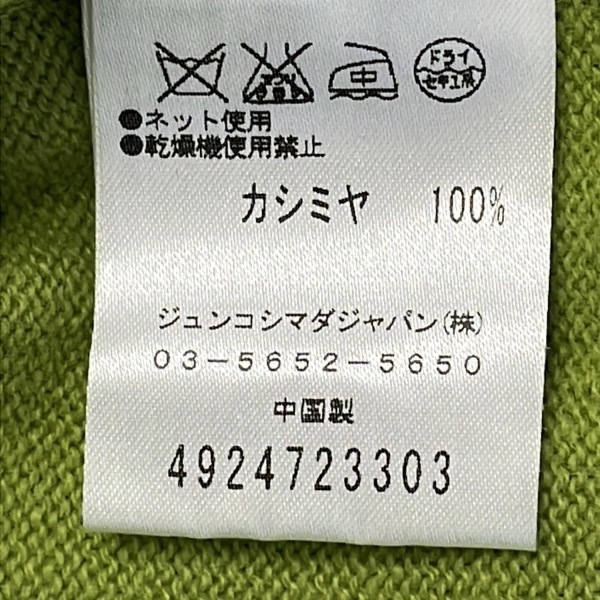 中
ドライ
セキユ系
●ネット使用
●乾燥機使用禁止
カシミヤ 100%
ジュンコシマダジャパン(株)
03-5652-5650
中国製
4924723303